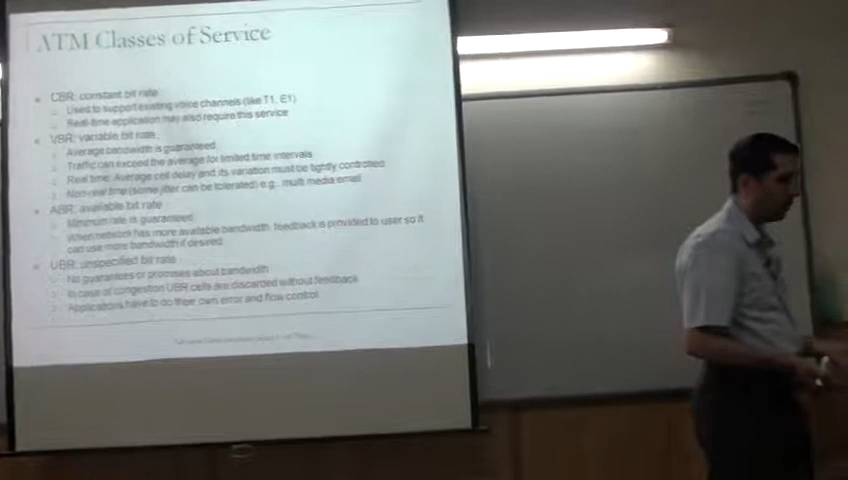 ATM Classes of Service
CBR: constant bit rate
Used to support existing voice channels (like T1, E1)
Real-time application may also require this service
VBR: variable bit rate
Average bandwidth is guaranteed
Traffic can exceed the average for limited time intervals
Real time: Average cell delay and its variation must be tightly controlled
Non-real time (some jitter can be tolerated) e.g., multi media email
ABR: available bit rate
Minimum rate is guaranteed
When network has more available bandwidth, feedback is provided to user so it
can use more bandwidth if desired
UBR: unspecified bit rate
No guarantees or promises about bandwidth
In case of congestion UBR cells are discarded without feedback
Applications have to do their own error and flow control